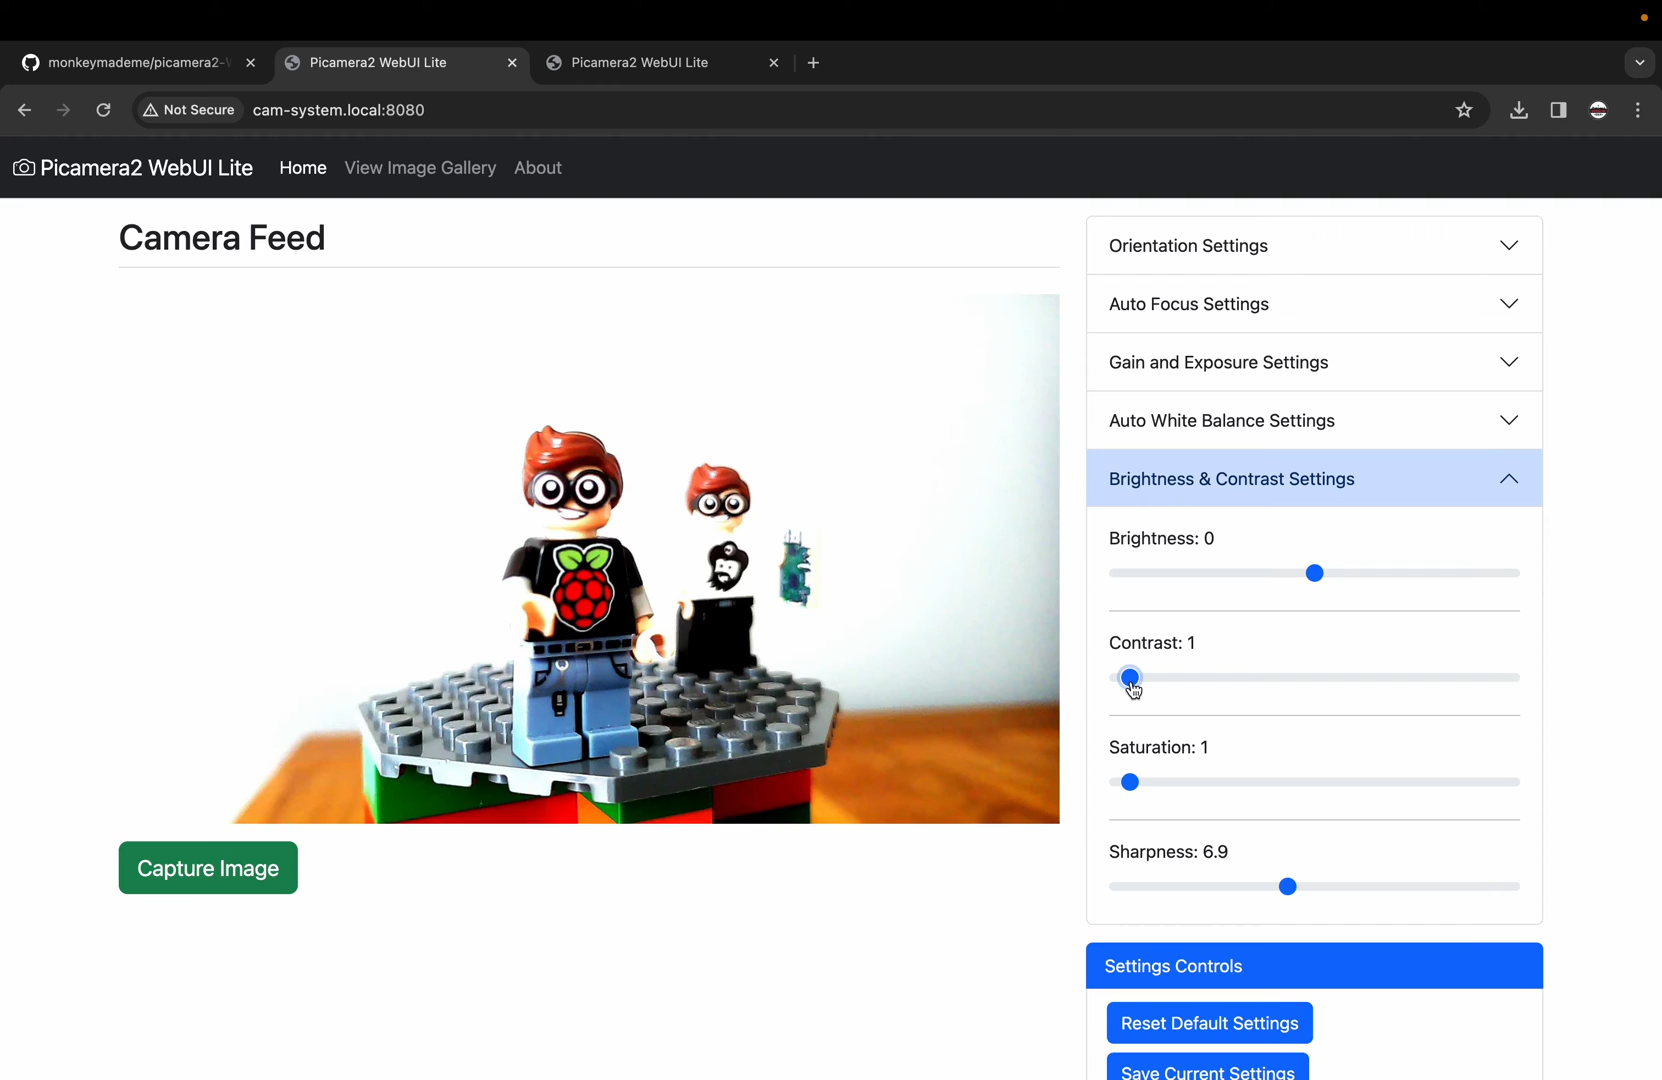 monkeymademe/picamera2-W
Picamera2 WebUI Lite
Picamera2 WebUI Lite
Not Secure
cam-system.local:8080
Picamera2 WebUI Lite
Home
View Image Gallery
About
Camera Feed
Orientation Settings
Auto Focus Settings
Gain and Exposure Settings
Auto White Balance Settings
Brightness & Contrast Settings
Brightness: 0
Contrast: 1
Saturation: 1
Sharpness: 6.9
Capture Image
Settings Controls
Reset Default Settings
Save Current Settings